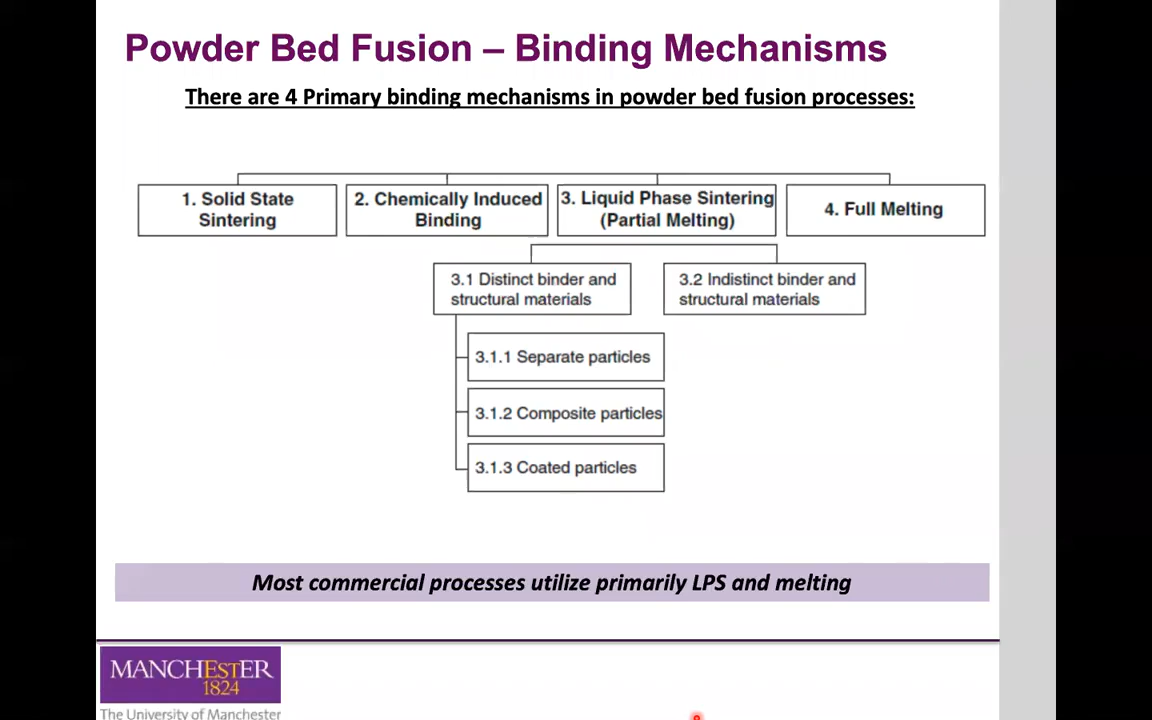 Powder Bed Fusion – Binding Mechanisms
There are 4 Primary binding mechanisms in powder bed fusion processes:
1. Solid State
Sintering
2. Chemically Induced
Binding
3. Liquid Phase Sintering
(Partial Melting)
4. Full Melting
3.1 Distinct binder and
structural materials
3.2 Indistinct binder and
structural materials
3.1.1 Separate particles
3.1.2 Composite particles
3.1.3 Coated particles
Most commercial processes utilize primarily LPS and melting
MANCHESTER
1824
The University of Manchester